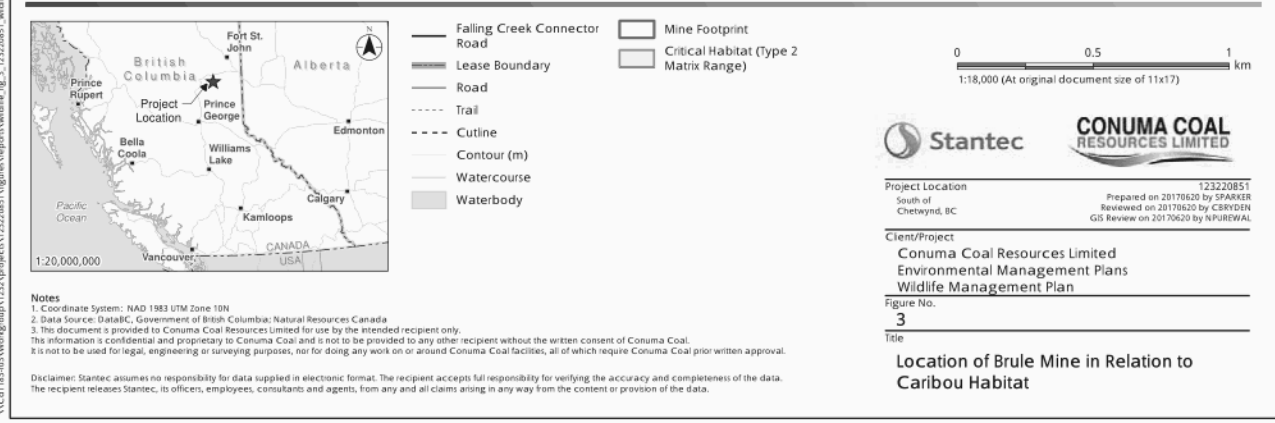 Fort St.
John
N
British
Columbia
Alberta
Prince
Rupert
Project
Location
Prince
George
Edmonton
Bella
Coola
Williams
Lake
Pacific
Ocean
Calgary
Kamloops
CANADA
USA
Vancouver
1:20,000,000
Falling Creek Connector
Road
Lease Boundary
Road
Trail
Cutline
Contour (m)
Watercourse
Waterbody
Mine Footprint
Critical Habitat (Type 2
Matrix Range)
0 0.5 1
km
1:18,000 (At original document size of 11x17)
Stantec
CONUMA COAL
RESOURCES LIMITED
Project Location
South of
Chetwynd, BC
123220851
Prepared on 20170620 by SPARKER
Reviewed on 20170620 by CBRYDEN
GIS Review on 20170620 by NPUREWAL
Client/Project
Conuma Coal Resources Limited
Environmental Management Plans
Wildlife Management Plan
Figure No.
3
Title
Location of Brule Mine in Relation to
Caribou Habitat
Notes
1. Coordinate System: NAD 1983 UTM Zone 10N
2. Data Source: DataBC, Government of British Columbia; Natural Resources Canada
3. This document is provided to Conuma Coal Resources Limited for use by the intended recipient only.
This information is confidential and proprietary to Conuma Coal and is not to be provided to any other recipient without the written consent of Conuma Coal.
It is not to be used for legal, engineering or surveying purposes, nor for doing any work on or around Conuma Coal facilities, all of which require Conuma Coal prior written approval.
Disclaimer: Stantec assumes no responsibility for data supplied in electronic format. The recipient accepts full responsibility for verifying the accuracy and completeness of the data.
The recipient releases Stantec, its officers, employees, consultants and agents, from any and all claims arising in any way from the content or provision of the data.